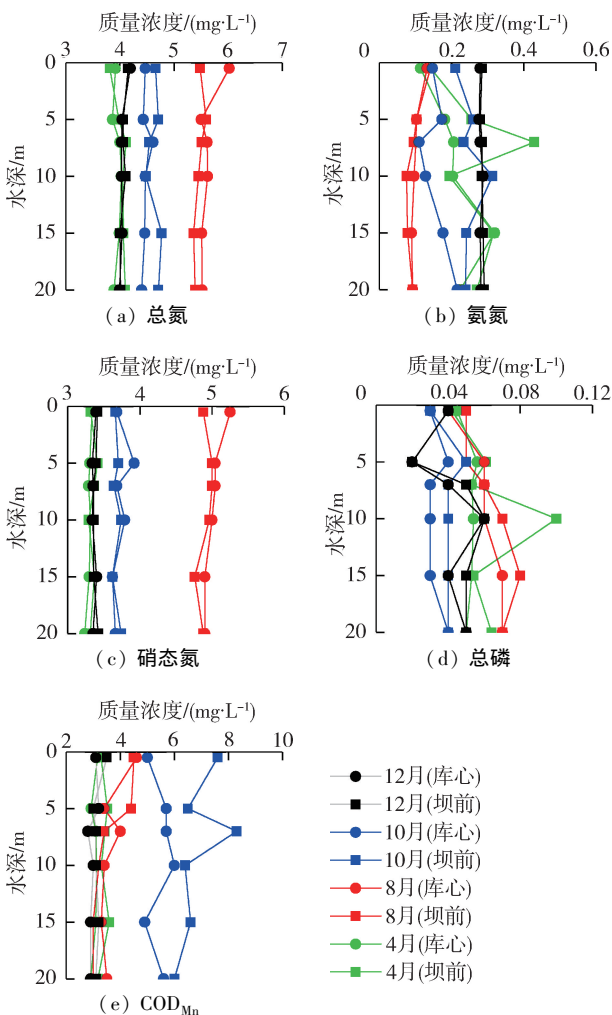 质量浓度/(mg·L⁻¹)
3 4 5 6 7
0
5
10
15
20
水深/m
(a) 总氮
质量浓度/(mg·L⁻¹)
0 0.2 0.4 0.6
0
5
10
15
20
水深/m
(b) 氨氮
质量浓度/(mg·L⁻¹)
3 4 5 6
0
5
10
15
20
水深/m
(c) 硝态氮
质量浓度/(mg·L⁻¹)
0 0.04 0.08 0.12
0
5
10
15
20
水深/m
(d) 总磷
质量浓度/(mg·L⁻¹)
2 4 6 8 10
0
5
10
15
20
水深/m
(e) CODMn
12月(库心)
12月(坝前)
10月(库心)
10月(坝前)
8月(库心)
8月(坝前)
4月(库心)
4月(坝前)